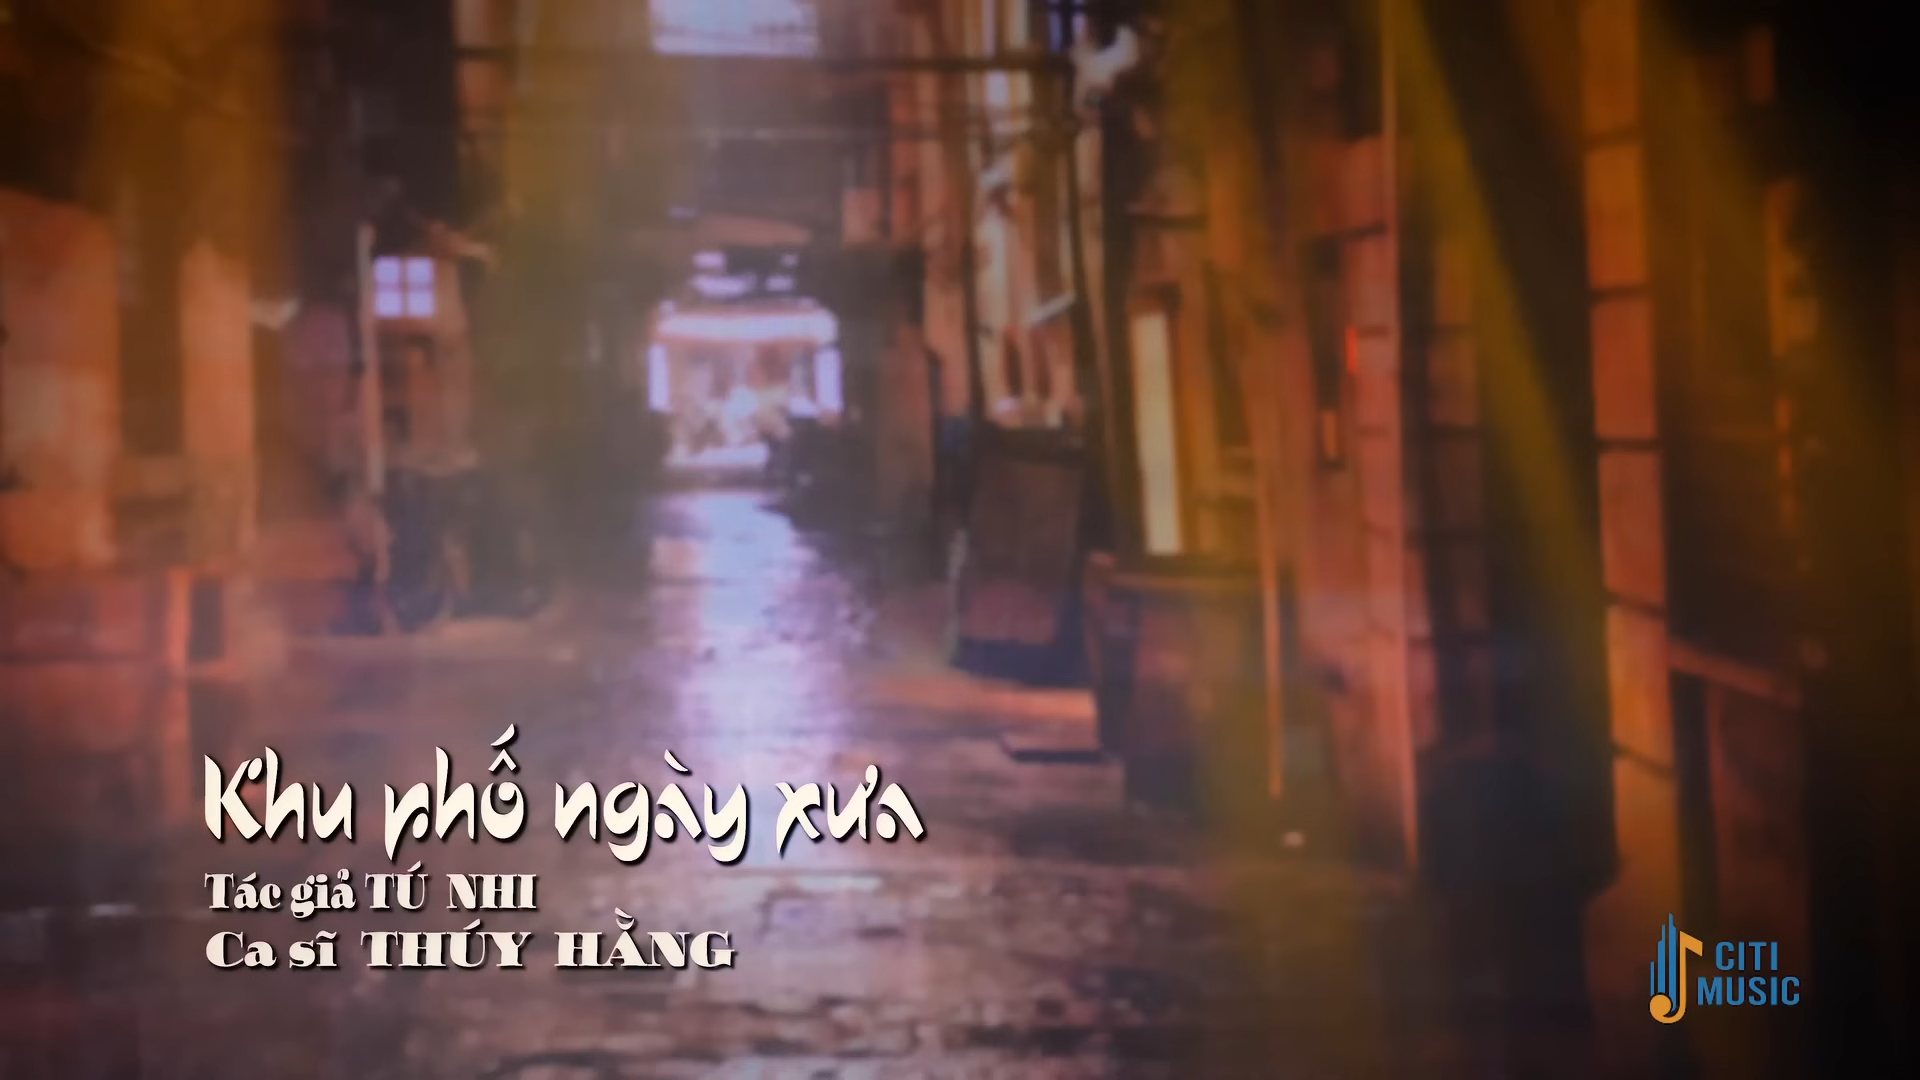 Khu phố ngày xưa
Tác giả TÚ NHI
Ca sĩ THÚY HẰNG
CITI
MUSIC